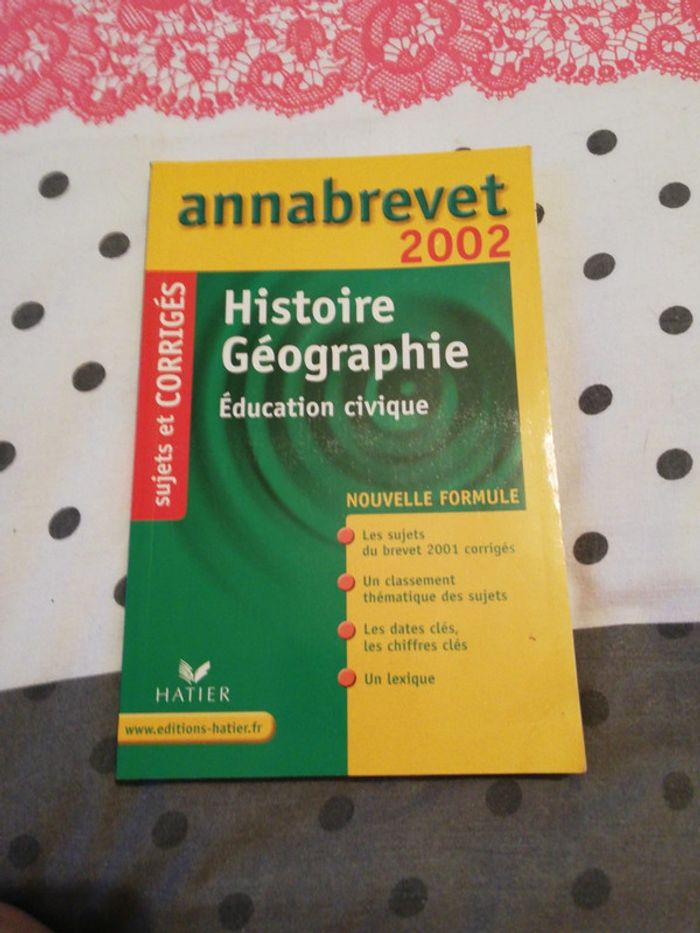 annabrevet
2002
sujets et CORRIGÉS
Histoire
Géographie
Éducation civique
NOUVELLE FORMULE
Les sujets
du brevet 2001 corrigés
Un classement
thématique des sujets
Les dates clés,
les chiffres clés
Un lexique
HATIER
www.editions-hatier.fr